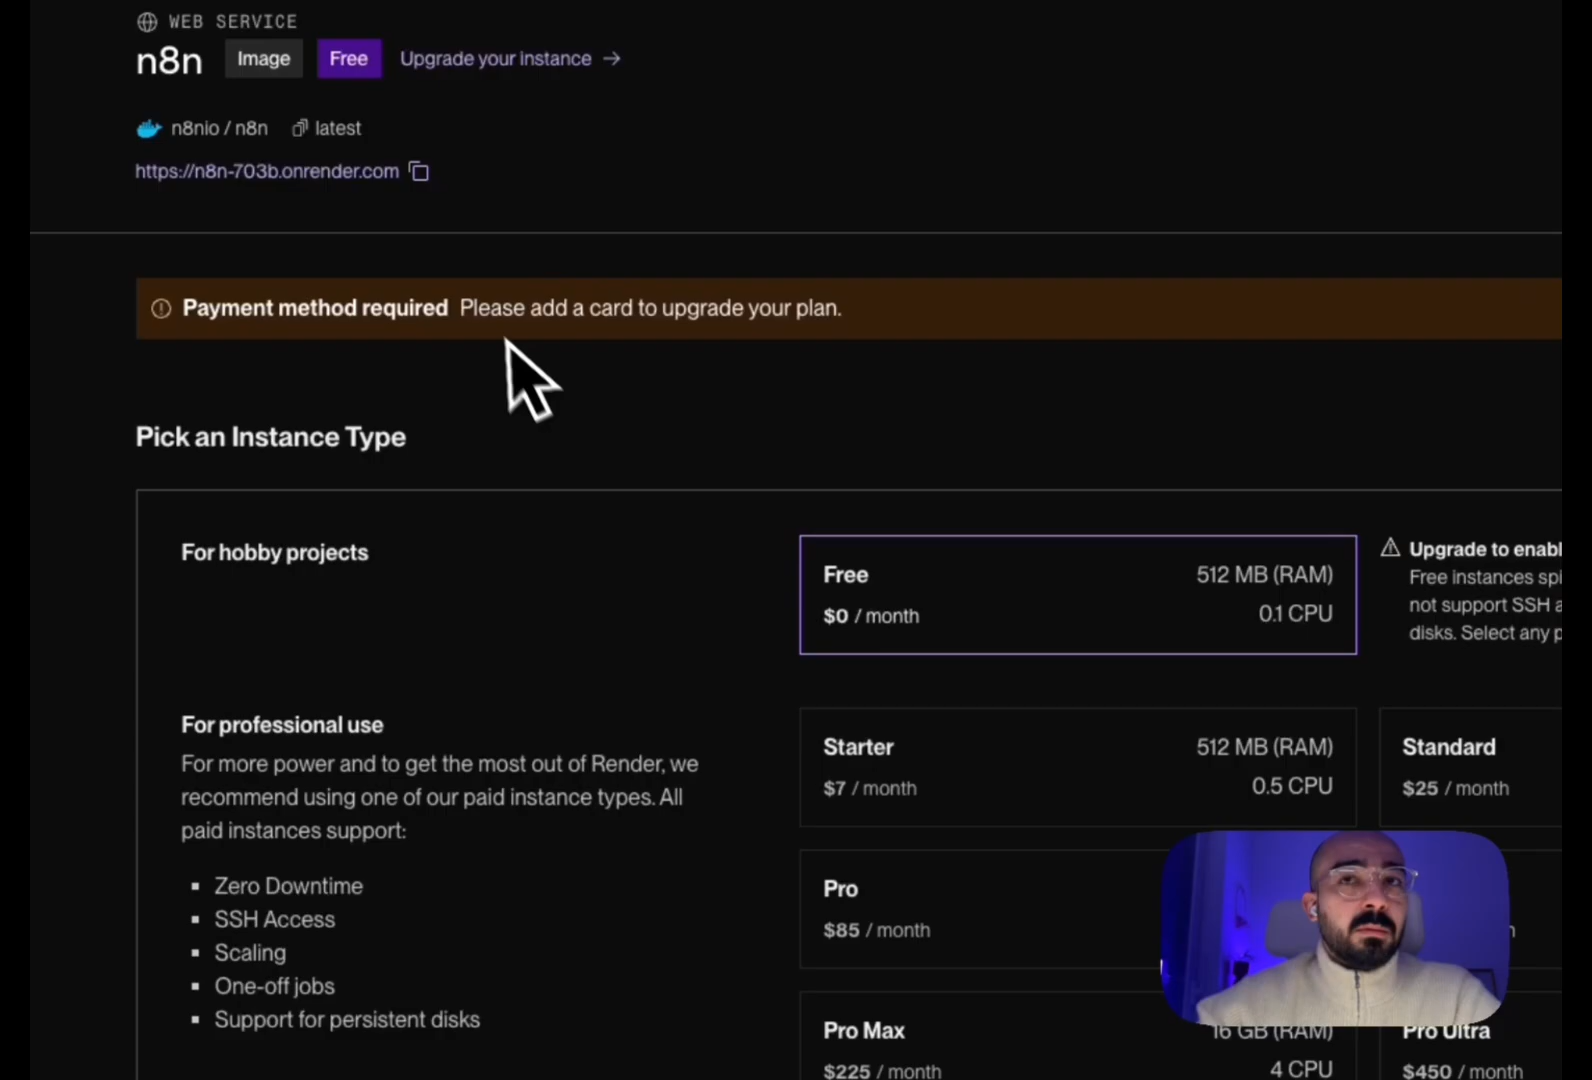 WEB SERVICE
n8n Image Free Upgrade your instance →
n8nio / n8n latest
https://n8n-703b.onrender.com
Payment method required Please add a card to upgrade your plan.
Pick an Instance Type
For hobby projects
Free 512 MB (RAM)
$0 / month 0.1 CPU
Upgrade to enabl
Free instances spi
not support SSH a
disks. Select any p
For professional use
For more power and to get the most out of Render, we
recommend using one of our paid instance types. All
paid instances support:
▪ Zero Downtime
▪ SSH Access
▪ Scaling
▪ One-off jobs
▪ Support for persistent disks
Starter 512 MB (RAM)
$7 / month 0.5 CPU
Standard
$25 / month
Pro
$85 / month
Pro Max 16 GB (RAM)
$225 / month 4 CPU
Pro Ultra
$450 / month